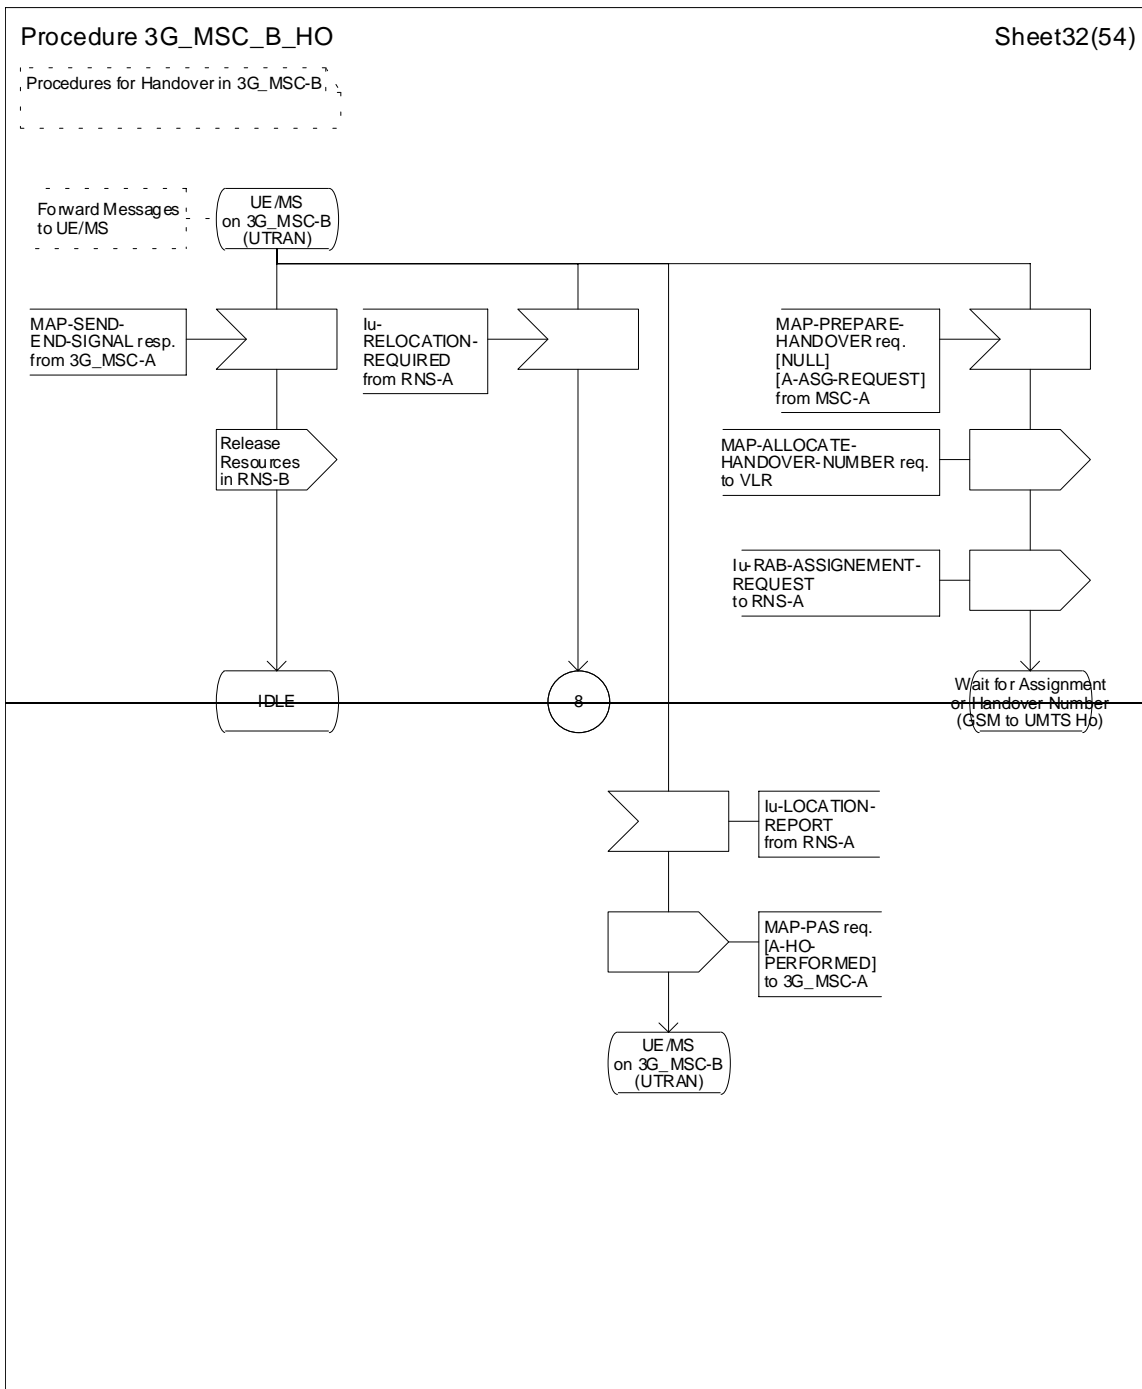 Procedure 3G_MSC_B_HO
Sheet32(54)
Procedures for Handover in 3G_MSC-B
Forward Messages
to UE/MS
UE/MS
on 3G_MSC-B
(UTRAN)
MAP-SEND-
END-SIGNAL resp.
from 3G_MSC-A
Iu-
RELOCATION-
REQUIRED
from RNS-A
MAP-PREPARE-
HANDOVER req.
[NULL]
[A-ASG-REQUEST]
from MSC-A
Release
Resources
in RNS-B
MAP-ALLOCATE-
HANDOVER-NUMBER req.
to VLR
Iu-RAB-ASSIGNEMENT-
REQUEST
to RNS-A
IDLE
8
Wait for Assignment
or Handover Number
(GSM to UMTS Ho)
Iu-LOCATION-
REPORT
from RNS-A
MAP-PAS req.
[A-HO-
PERFORMED]
to 3G_MSC-A
UE/MS
on 3G_MSC-B
(UTRAN)